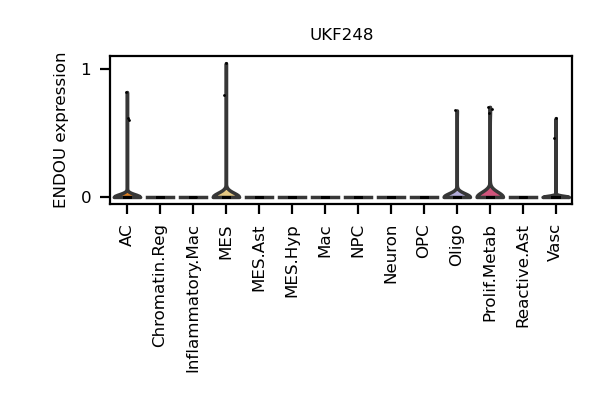 UKF248
ENDOU expression
1
0
AC
Chromatin.Reg
Inflammatory.Mac
MES
MES.Ast
MES.Hyp
Mac
NPC
Neuron
OPC
Oligo
Prolif.Metab
Reactive.Ast
Vasc